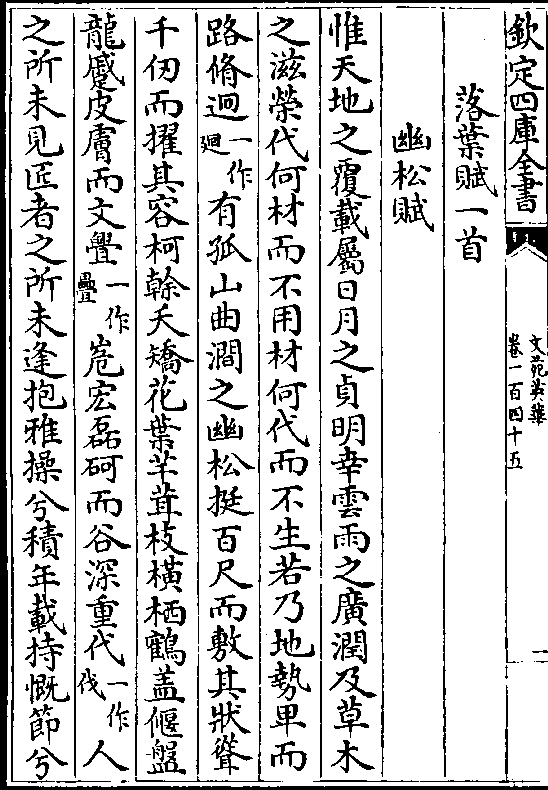 欽定四庫全書
文苑英華
卷一百四十五
一
落葉賦一首
幽松賦
惟天地之覆載屬日月之貞明幸雲雨之廣潤及草木
之滋榮代何材而不用材何代而不生若乃地勢卑而
路脩迥一作迴有孤山曲澗之幽松挺百尺而敷其狀聳
千仞而擢其容柯幹夭矯花葉芊茸枝橫栖鶴盖偃盤
龍蹙皮膚而文疊一作疉嵬宏磊砢而谷深重代一作伐人
之所未見匠者之所未逢抱雅操兮積年載持慨節兮